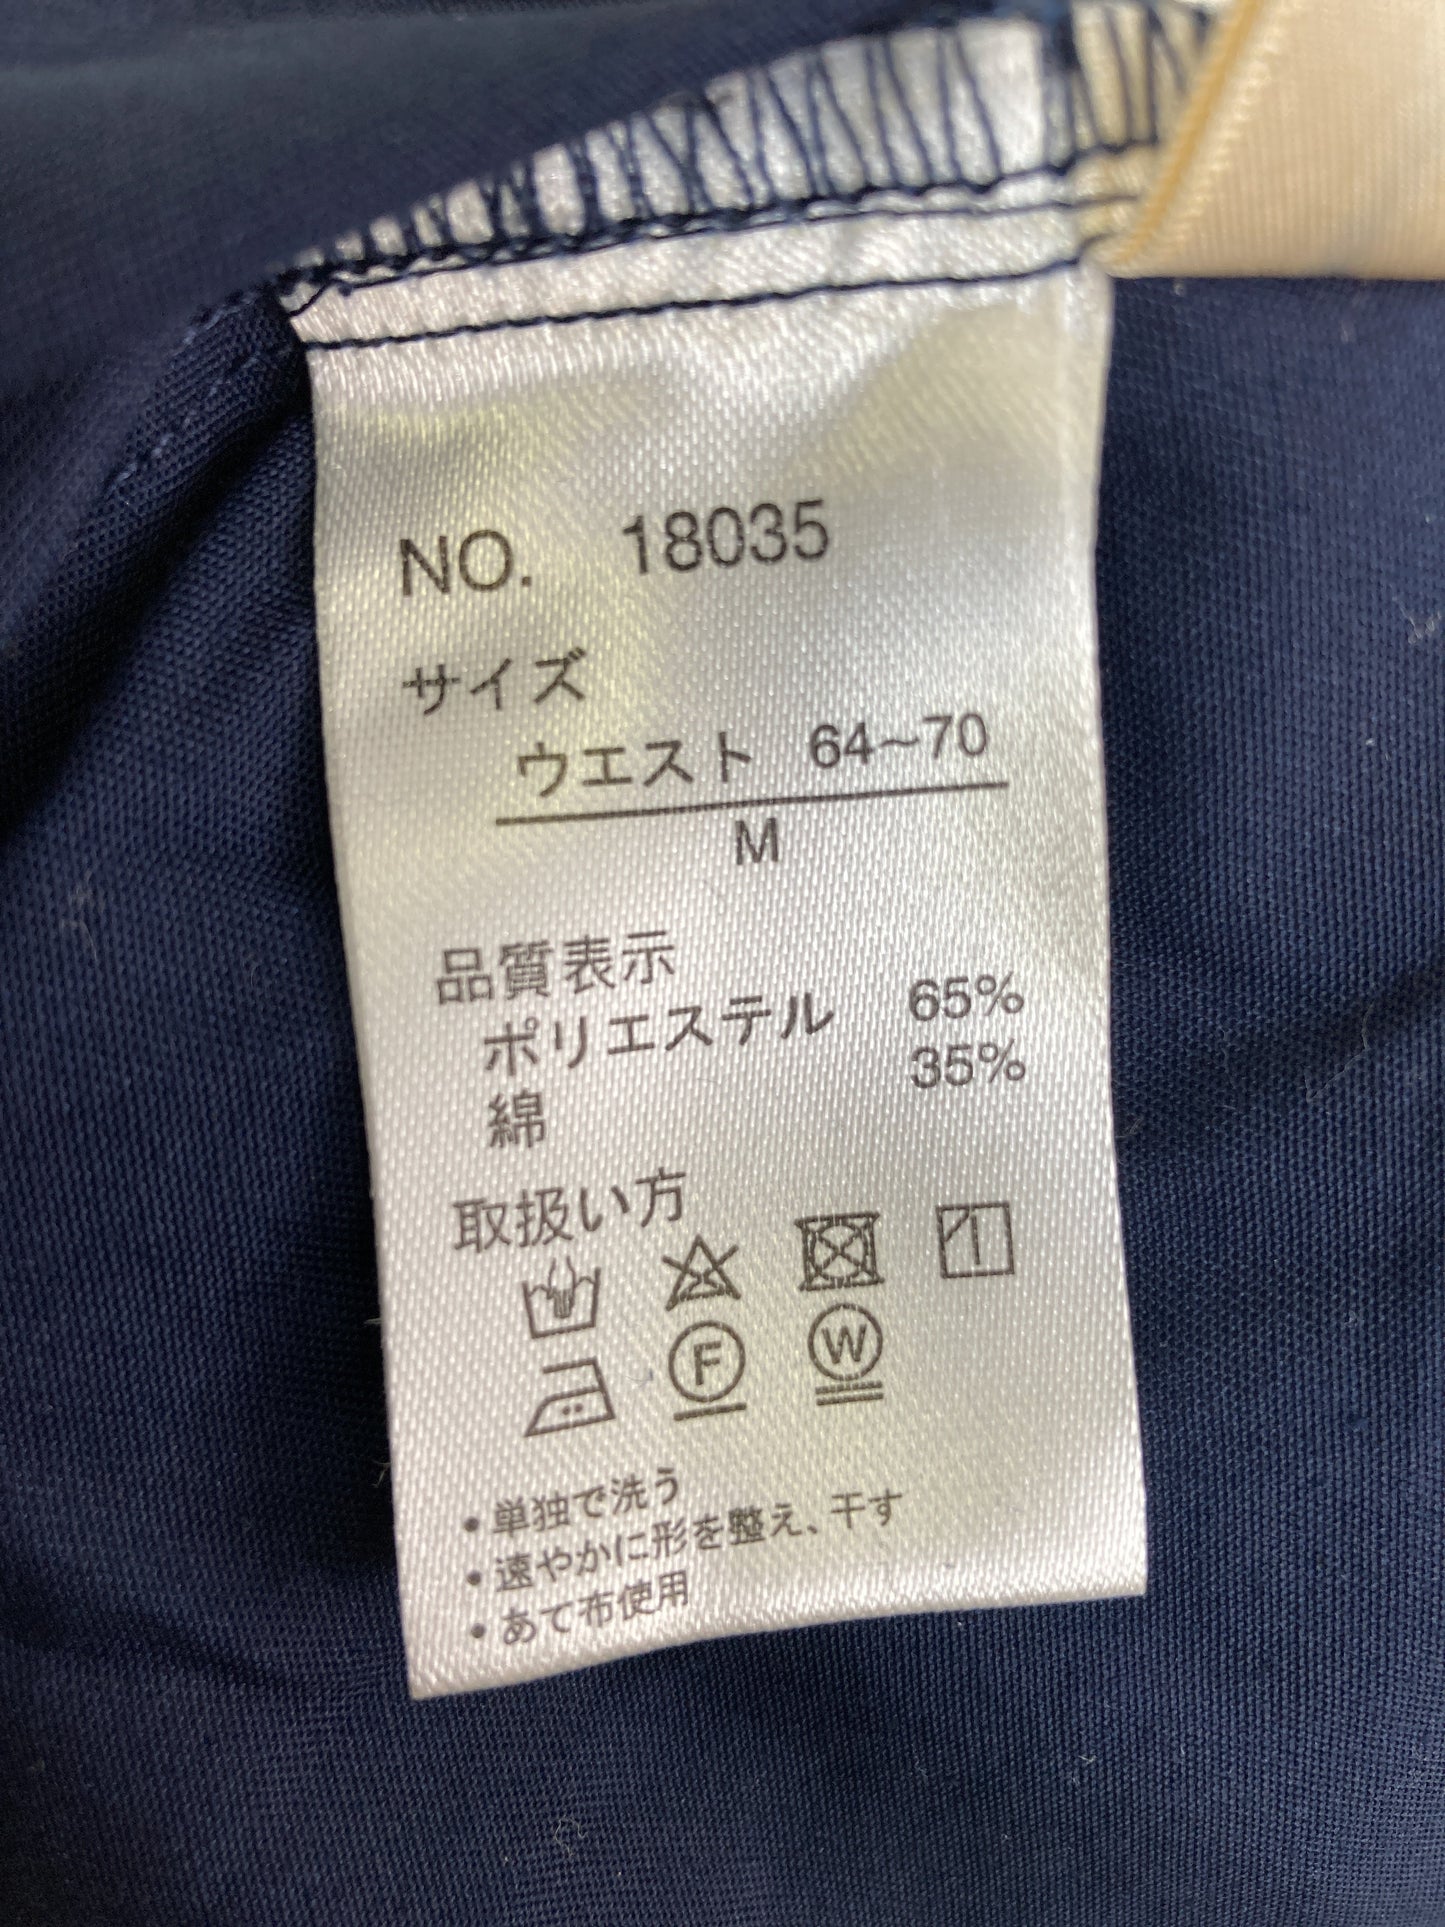 NO. 18035
サイズ
ウエスト 64~70
M
品質表示
ポリエステル 65%
綿 35%
取扱い方
F W
・単独で洗う
・速やかに形を整え、干す
・あて布使用